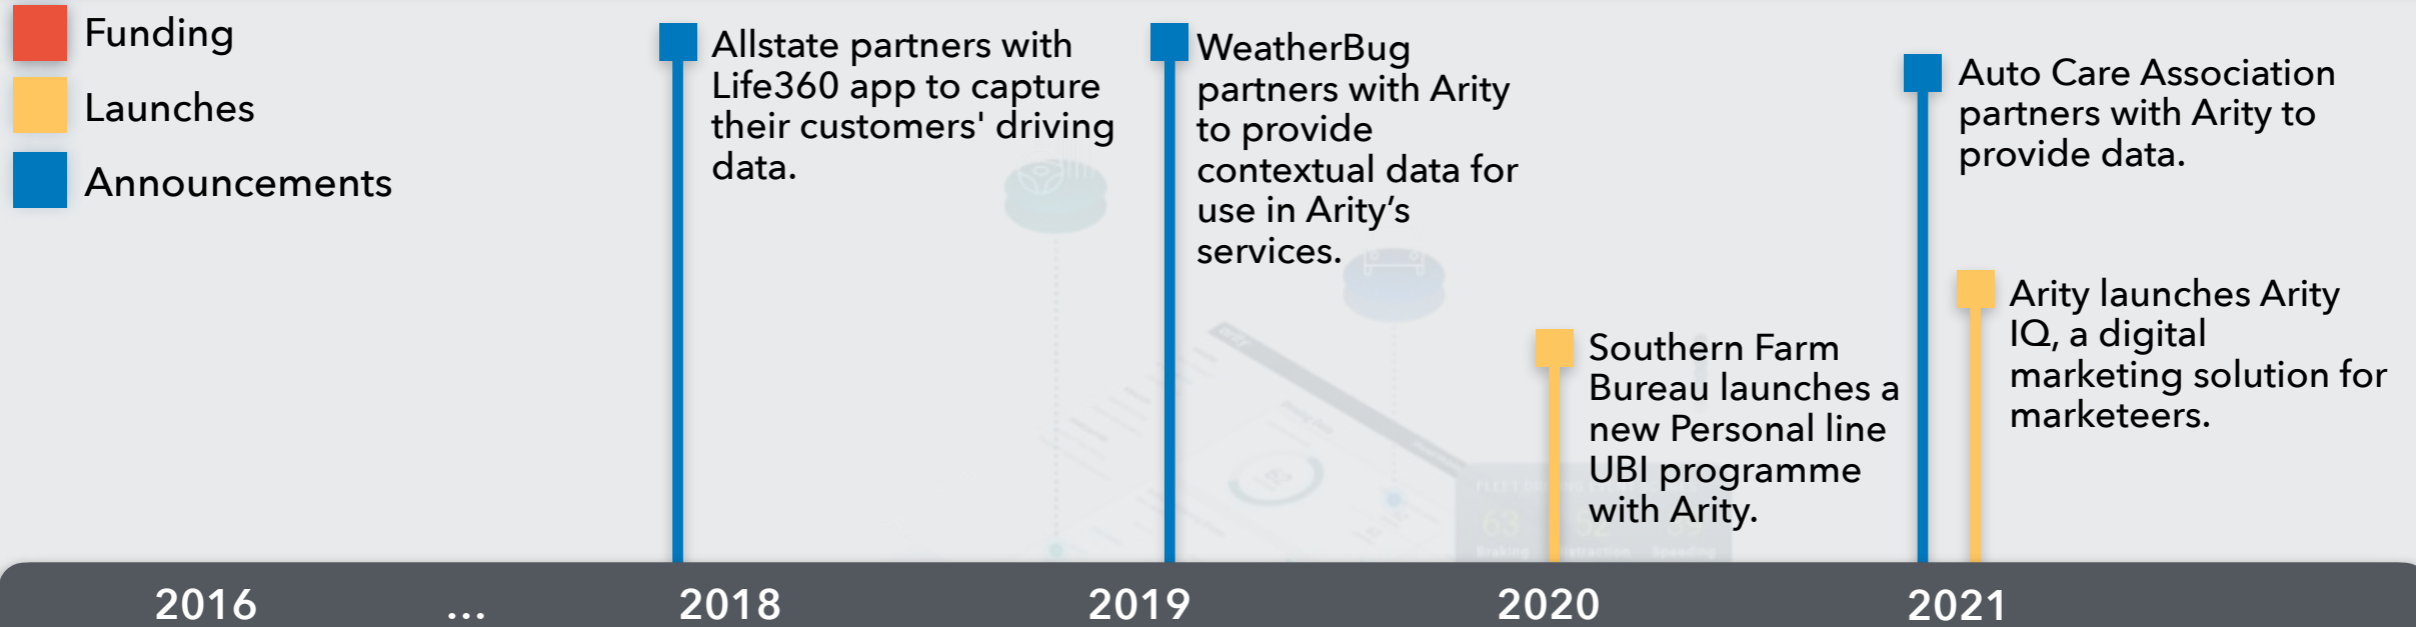 Funding
Launches
Announcements
Allstate partners with
Life360 app to capture
their customers' driving
data.
WeatherBug
partners with Arity
to provide
contextual data for
use in Arity’s
services.
Southern Farm
Bureau launches a
new Personal line
UBI programme
with Arity.
Auto Care Association
partners with Arity to
provide data.
Arity launches Arity
IQ, a digital
marketing solution for
marketeers.
63
Braking
Speeding
2016 ... 2018 2019 2020 2021